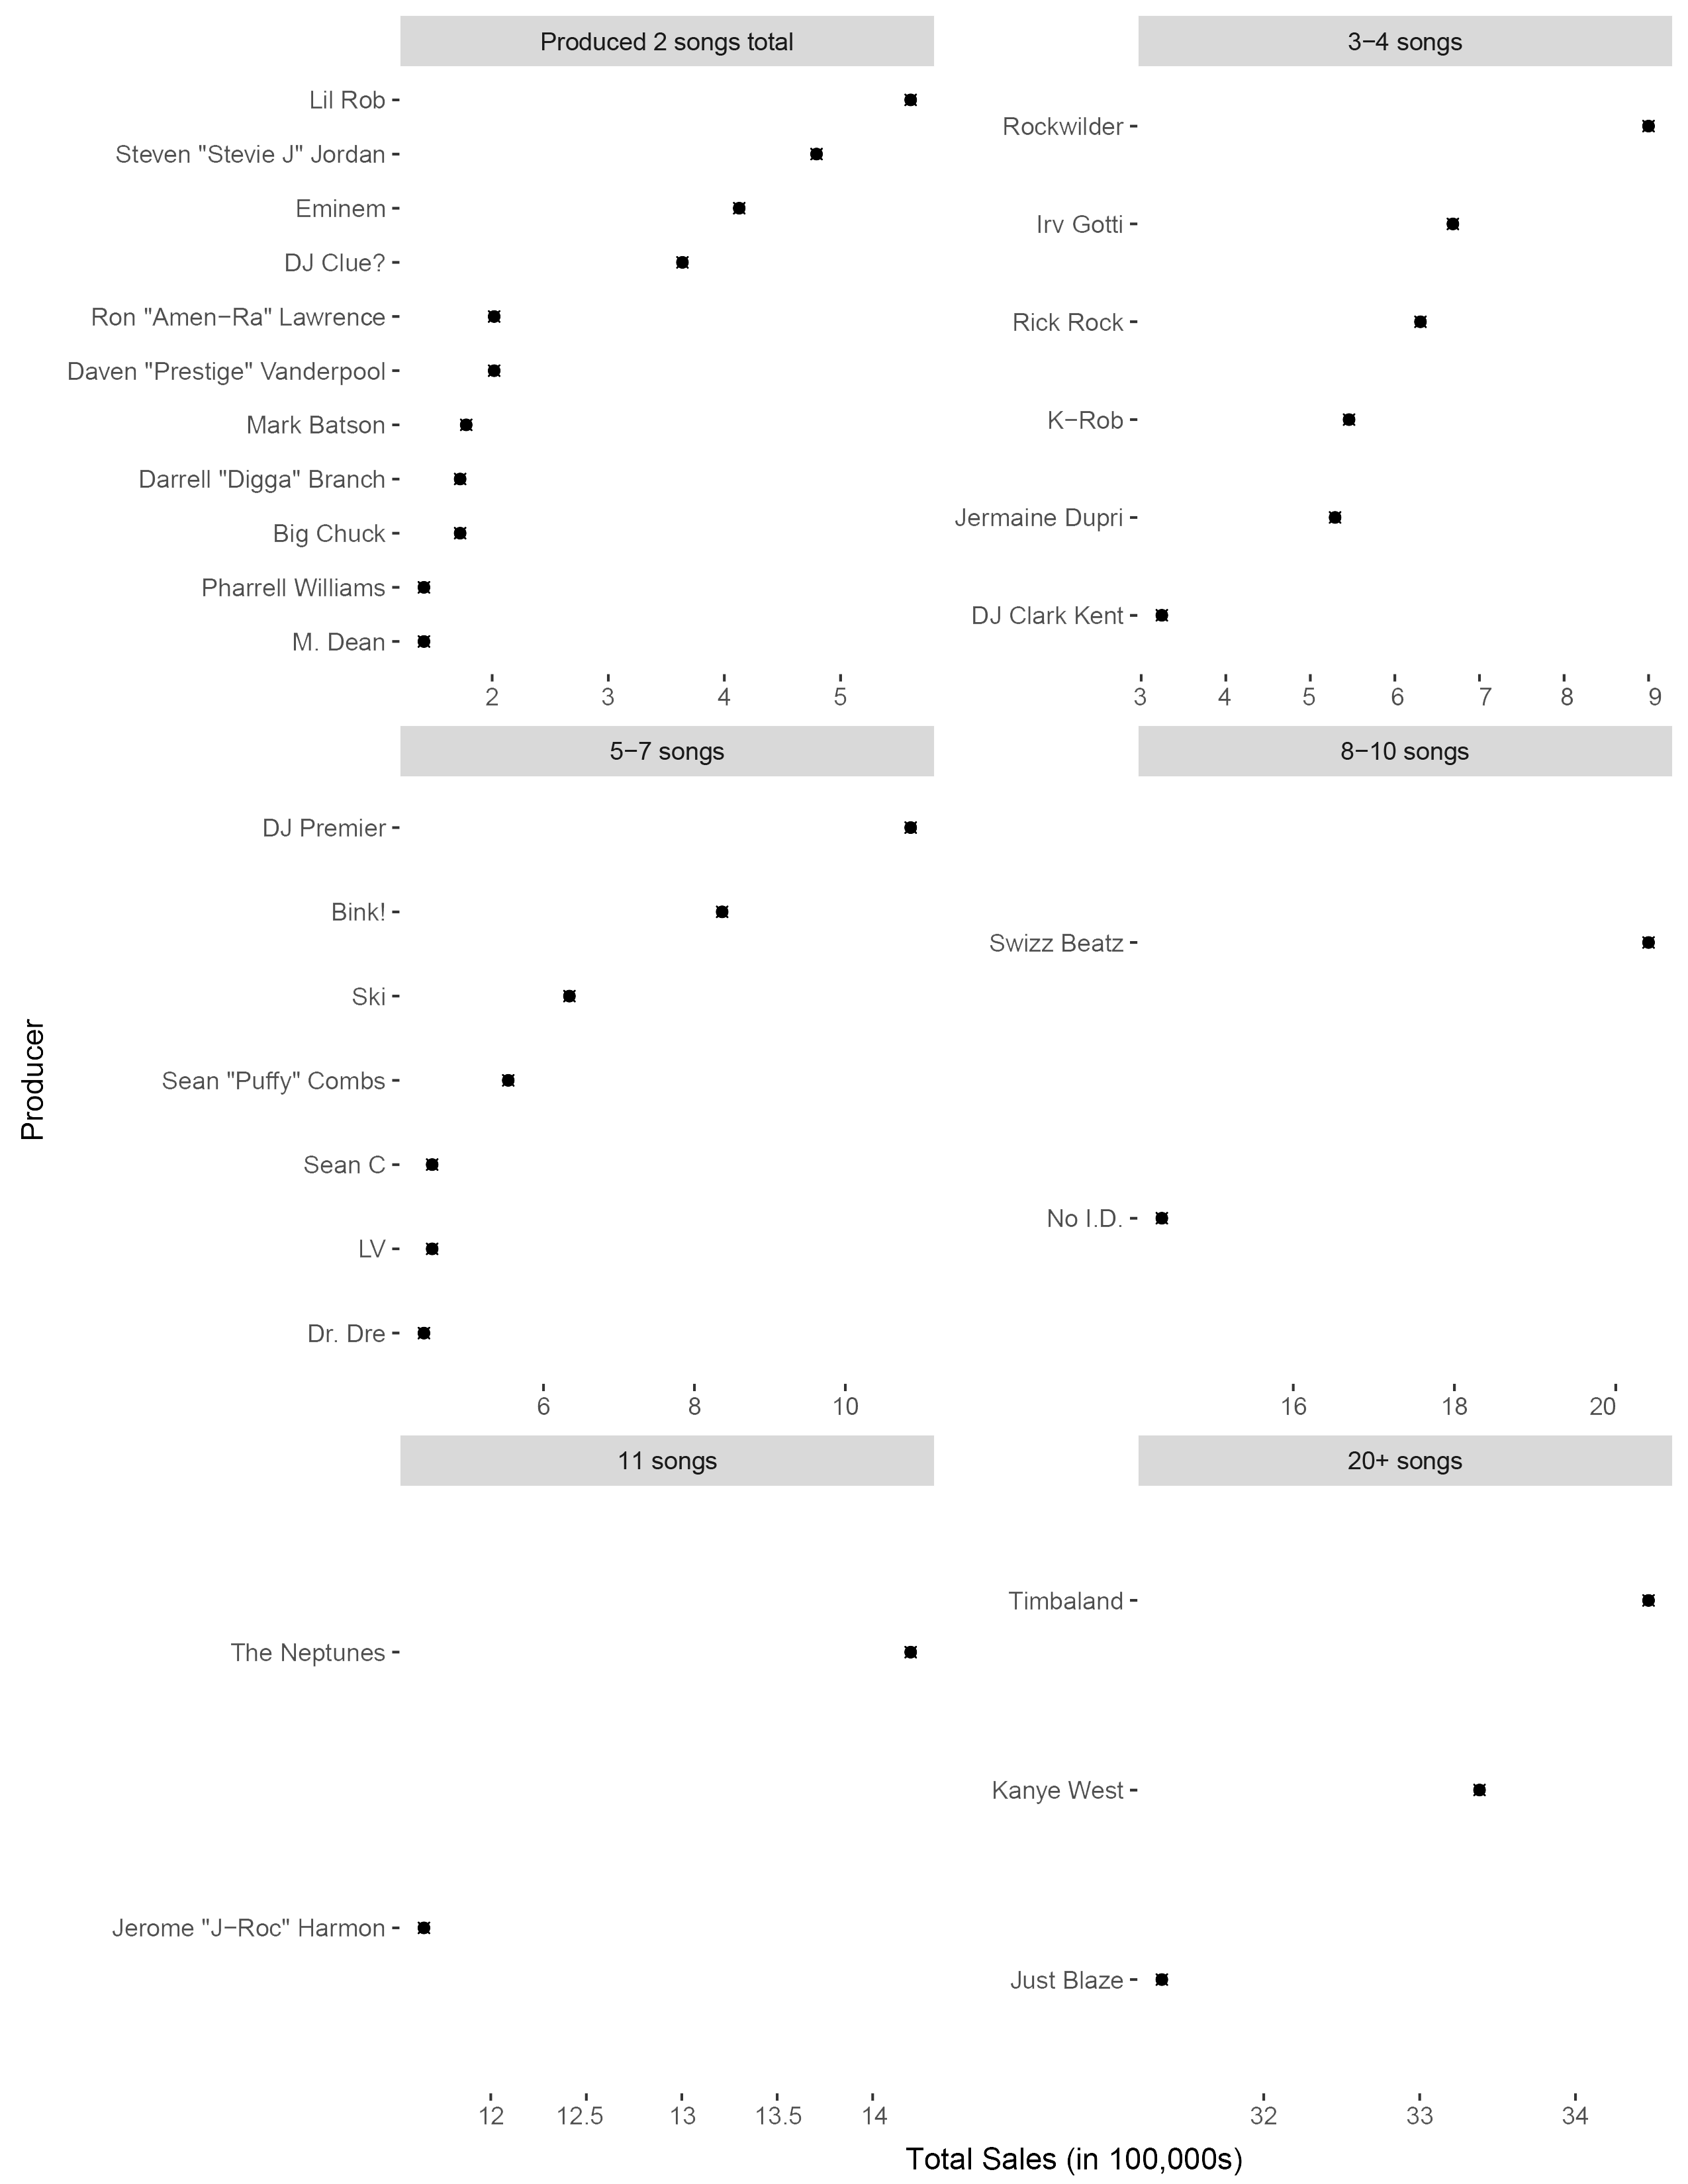 Produced 2 songs total
Lil Rob
Steven "Stevie J" Jordan
Eminem
DJ Clue?
Ron "Amen−Ra" Lawrence
Daven "Prestige" Vanderpool
Mark Batson
Darrell "Digga" Branch
Big Chuck
Pharrell Williams
M. Dean
2 3 4 5
3−4 songs
Rockwilder
Irv Gotti
Rick Rock
K−Rob
Jermaine Dupri
DJ Clark Kent
3 4 5 6 7 8 9
5−7 songs
DJ Premier
Bink!
Ski
Sean "Puffy" Combs
Sean C
LV
Dr. Dre
6 8 10
8−10 songs
Swizz Beatz
No I.D.
16 18 20
11 songs
The Neptunes
Jerome "J−Roc" Harmon
12 12.5 13 13.5 14
20+ songs
Timbaland
Kanye West
Just Blaze
32 33 34
Producer
Total Sales (in 100,000s)